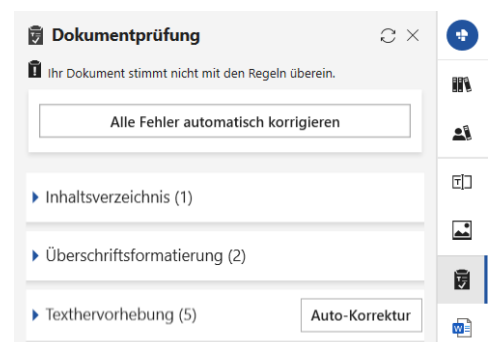 Dokumentprüfung
Ihr Dokument stimmt nicht mit den Regeln überein.
Alle Fehler automatisch korrigieren
Inhaltsverzeichnis (1)
Überschriftsformatierung (2)
Texthervorhebung (5)
Auto-Korrektur